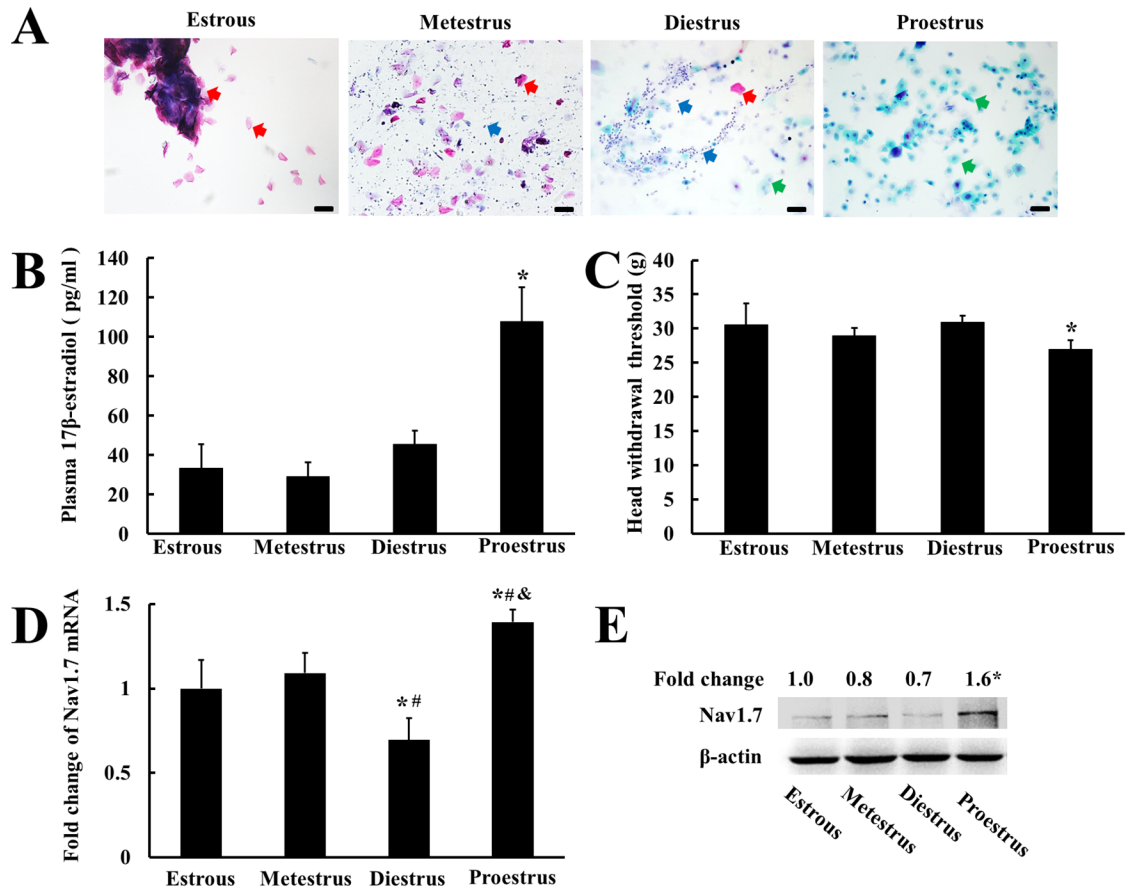 A
Estrous
Metestrus
Diestrus
Proestrus
B
Plasma 17β-estradiol ( pg/ml )
140
120
100
80
60
40
20
0
*
Estrous
Metestrus
Diestrus
Proestrus
C
Head withdrawal threshold (g)
40
35
30
25
20
15
10
5
0
*
Estrous
Metestrus
Diestrus
Proestrus
D
Fold change of Nav1.7 mRNA
1.5
1
0.5
0
*#
*#&
Estrous
Metestrus
Diestrus
Proestrus
E
Fold change 1.0 0.8 0.7 1.6*
Nav1.7
β-actin
Estrous
Metestrus
Diestrus
Proestrus